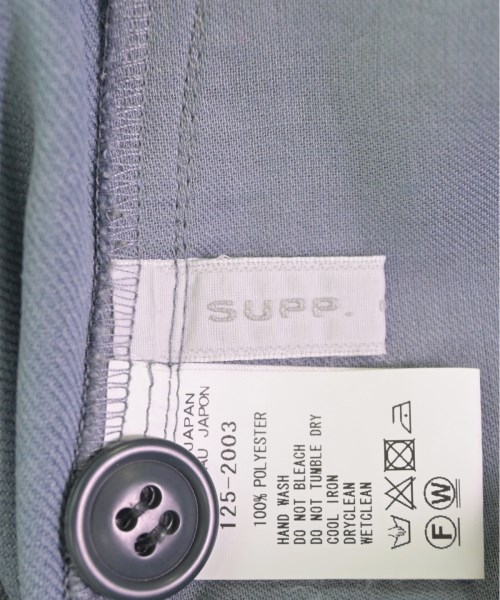 SUPP.
JAPAN
AU JAPON
125-2003
100% POLYESTER
HAND WASH
DO NOT BLEACH
DO NOT TUMBLE DRY
COOL IRON
DRYCLEAN
WETCLEAN
F W